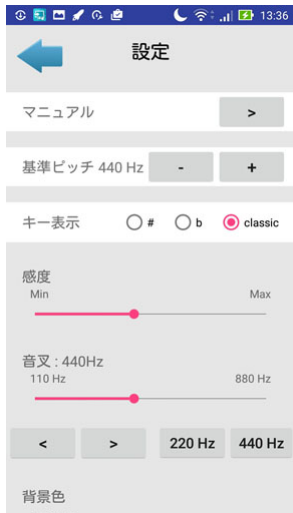 13:36
設定
マニュアル >
基準ピッチ 440 Hz - +
キー表示 # b classic
感度
Min Max
音叉 : 440Hz
110 Hz 880 Hz
< > 220 Hz 440 Hz
背景色